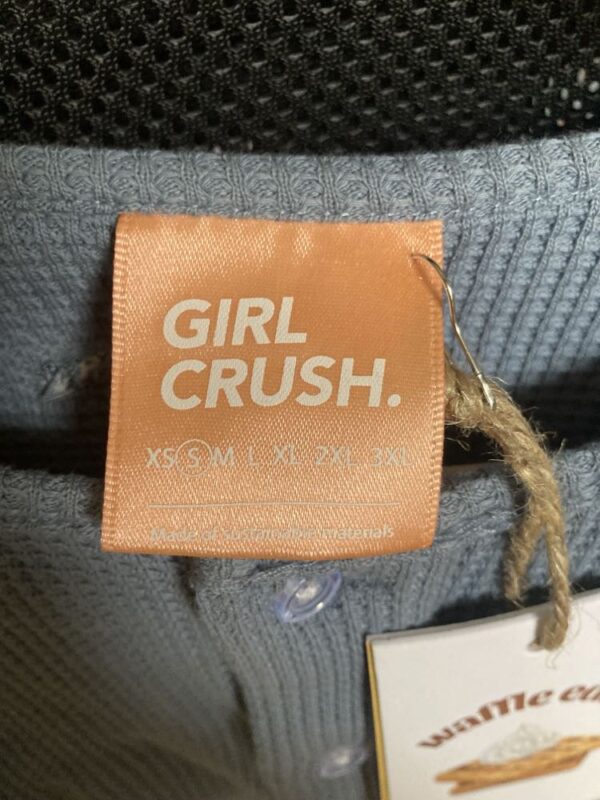 GIRL
CRUSH.
XS S M L XL 2XL 3XL
Made of sustainable materials
waffle